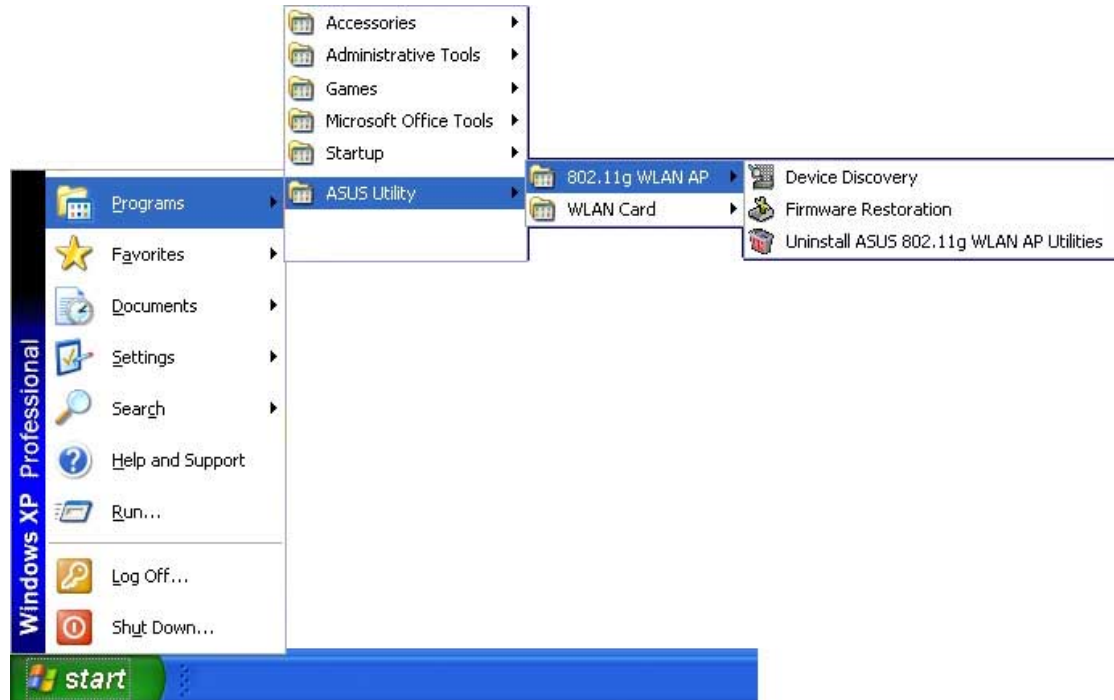 Accessories
Administrative Tools
Games
Microsoft Office Tools
Startup
ASUS Utility
802.11g WLAN AP
WLAN Card
Device Discovery
Firmware Restoration
Uninstall ASUS 802.11g WLAN AP Utilities
Programs
Favorites
Documents
Settings
Search
Help and Support
Run...
Log Off...
Shut Down...
Windows XP Professional
start